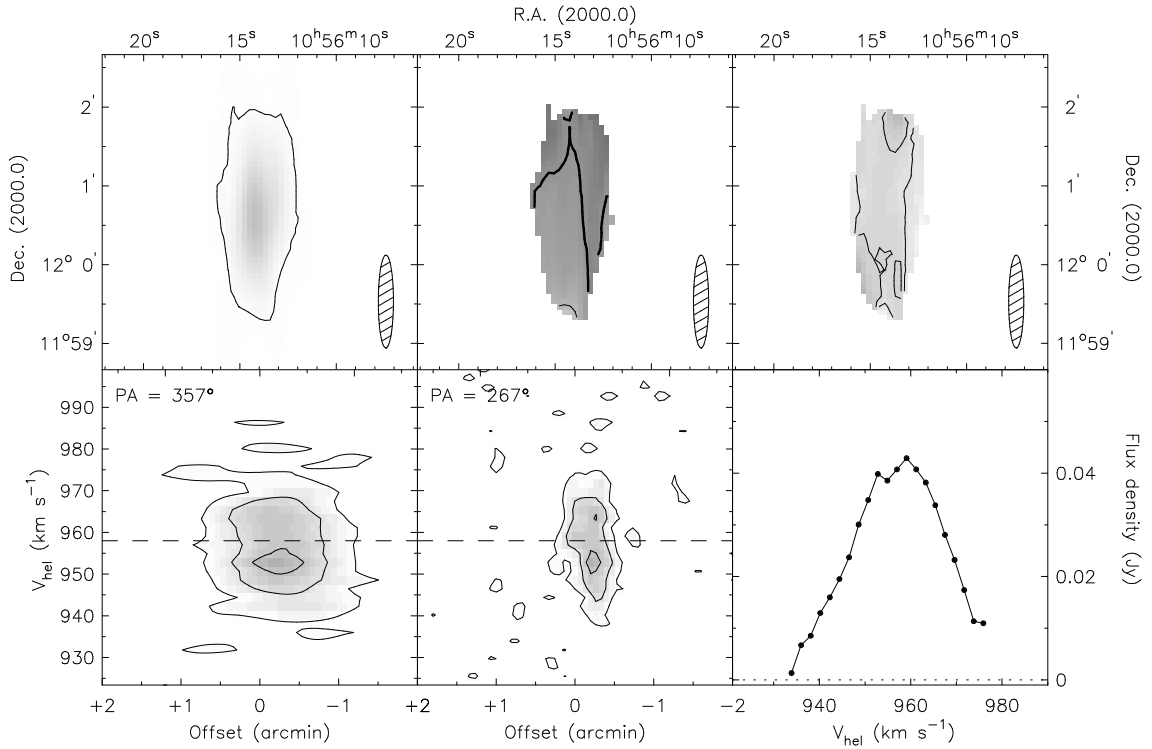 R.A. (2000.0)
20ˢ 15ˢ 10ʰ56ᵐ10ˢ 20ˢ 15ˢ 10ʰ56ᵐ10ˢ 20ˢ 15ˢ 10ʰ56ᵐ10ˢ
2' 2'
1' 1'
12° 0' 12° 0'
11°59' 11°59'
Dec. (2000.0)
Dec. (2000.0)
PA = 357° PA = 267°
990
980
970
960
950
940
930
V_hel (km s⁻¹)
0.04
0.02
0
Flux density (Jy)
+2 +1 0 -1 +2 +1 0 -1 -2 940 960 980
Offset (arcmin) Offset (arcmin) V_hel (km s⁻¹)